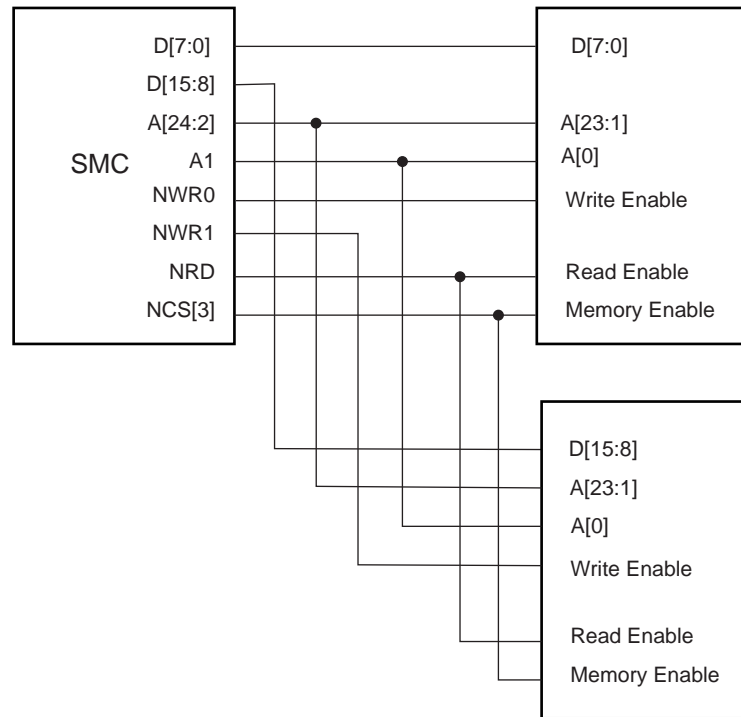 D[7:0]
D[15:8]
A[24:2]
A1
SMC
NWR0
NWR1
NRD
NCS[3]
D[7:0]
A[23:1]
A[0]
Write Enable
Read Enable
Memory Enable
D[15:8]
A[23:1]
A[0]
Write Enable
Read Enable
Memory Enable